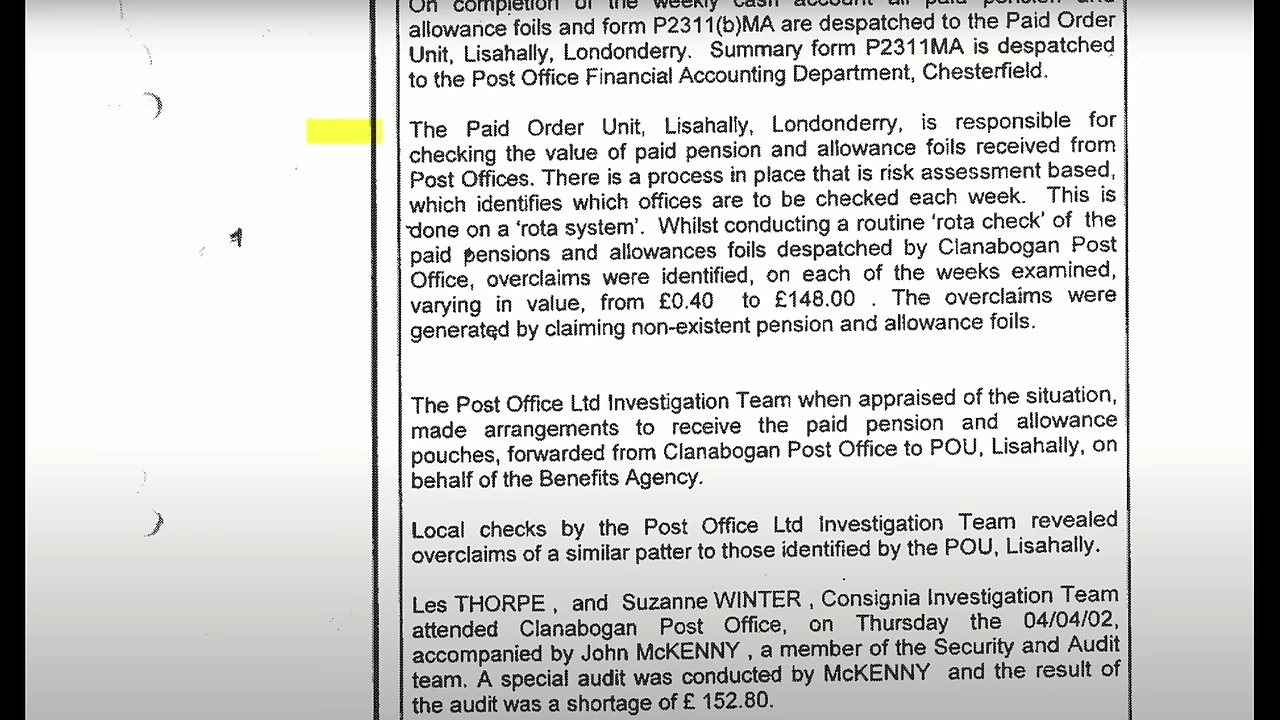 On completion of the weekly cash account all paid pension and
allowance foils and form P2311(b)MA are despatched to the Paid Order
Unit, Lisahally, Londonderry. Summary form P2311MA is despatched
to the Post Office Financial Accounting Department, Chesterfield.
The Paid Order Unit, Lisahally, Londonderry, is responsible for
checking the value of paid pension and allowance foils received from
Post Offices. There is a process in place that is risk assessment based,
which identifies which offices are to be checked each week. This is
done on a 'rota system'. Whilst conducting a routine 'rota check' of the
paid pensions and allowances foils despatched by Clanabogan Post
Office, overclaims were identified, on each of the weeks examined,
varying in value, from £0.40 to £148.00 . The overclaims were
generated by claiming non-existent pension and allowance foils.
The Post Office Ltd Investigation Team when appraised of the situation,
made arrangements to receive the paid pension and allowance
pouches, forwarded from Clanabogan Post Office to POU, Lisahally, on
behalf of the Benefits Agency.
Local checks by the Post Office Ltd Investigation Team revealed
overclaims of a similar patter to those identified by the POU, Lisahally.
Les THORPE , and Suzanne WINTER , Consignia Investigation Team
attended Clanabogan Post Office, on Thursday the 04/04/02,
accompanied by John McKENNY , a member of the Security and Audit
team. A special audit was conducted by McKENNY and the result of
the audit was a shortage of £ 152.80.